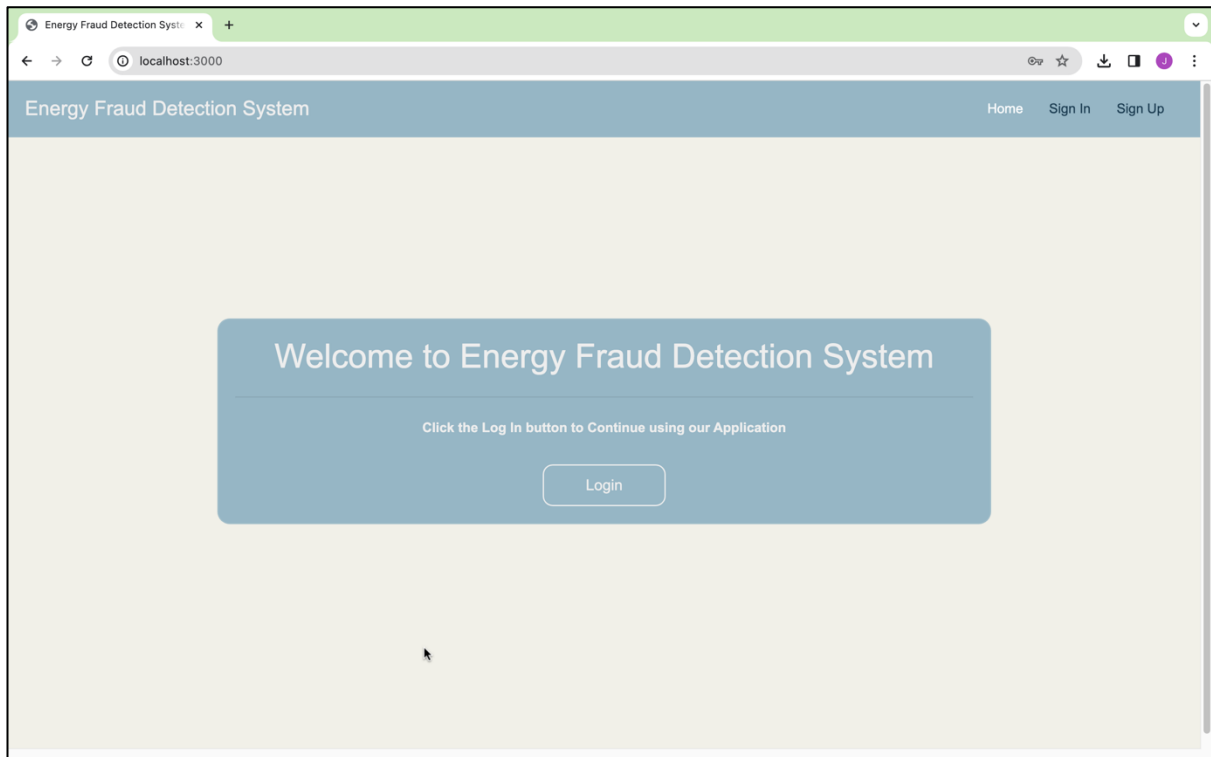 Energy Fraud Detection Syste
localhost:3000
J
Energy Fraud Detection System
Home Sign In Sign Up
Welcome to Energy Fraud Detection System
Click the Log In button to Continue using our Application
Login